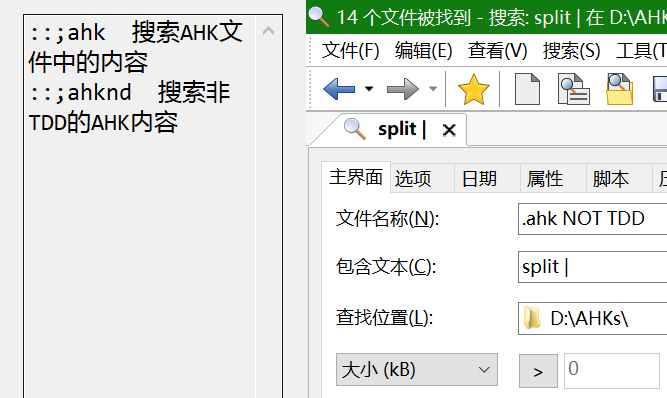 ::;ahk  搜索AHK文
件中的内容
::;ahknd  搜索非
TDD的AHK内容
14 个文件被找到 - 搜索: split | 在 D:\AHK
文件(F) 编辑(E) 查看(V) 搜索(S) 工具(T
split |
主界面 选项 日期 属性 脚本
文件名称(N): .ahk NOT TDD
包含文本(C): split |
查找位置(L): D:\AHKs\
大小 (kB) > 0